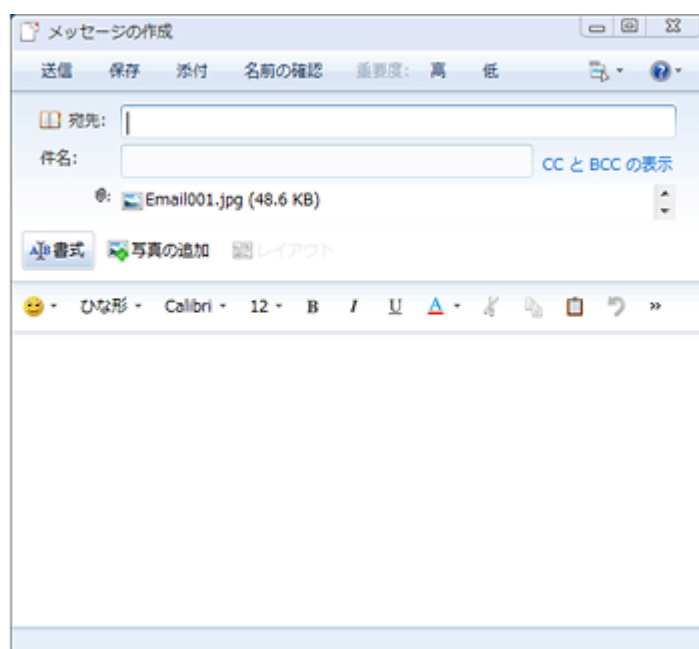 メッセージの作成
送信 保存 添付 名前の確認 重要度: 高 低
宛先:
件名: CC と BCC の表示
Email001.jpg (48.6 KB)
書式 写真の追加 レイアウト
ひな形 Calibri 12 B I U A